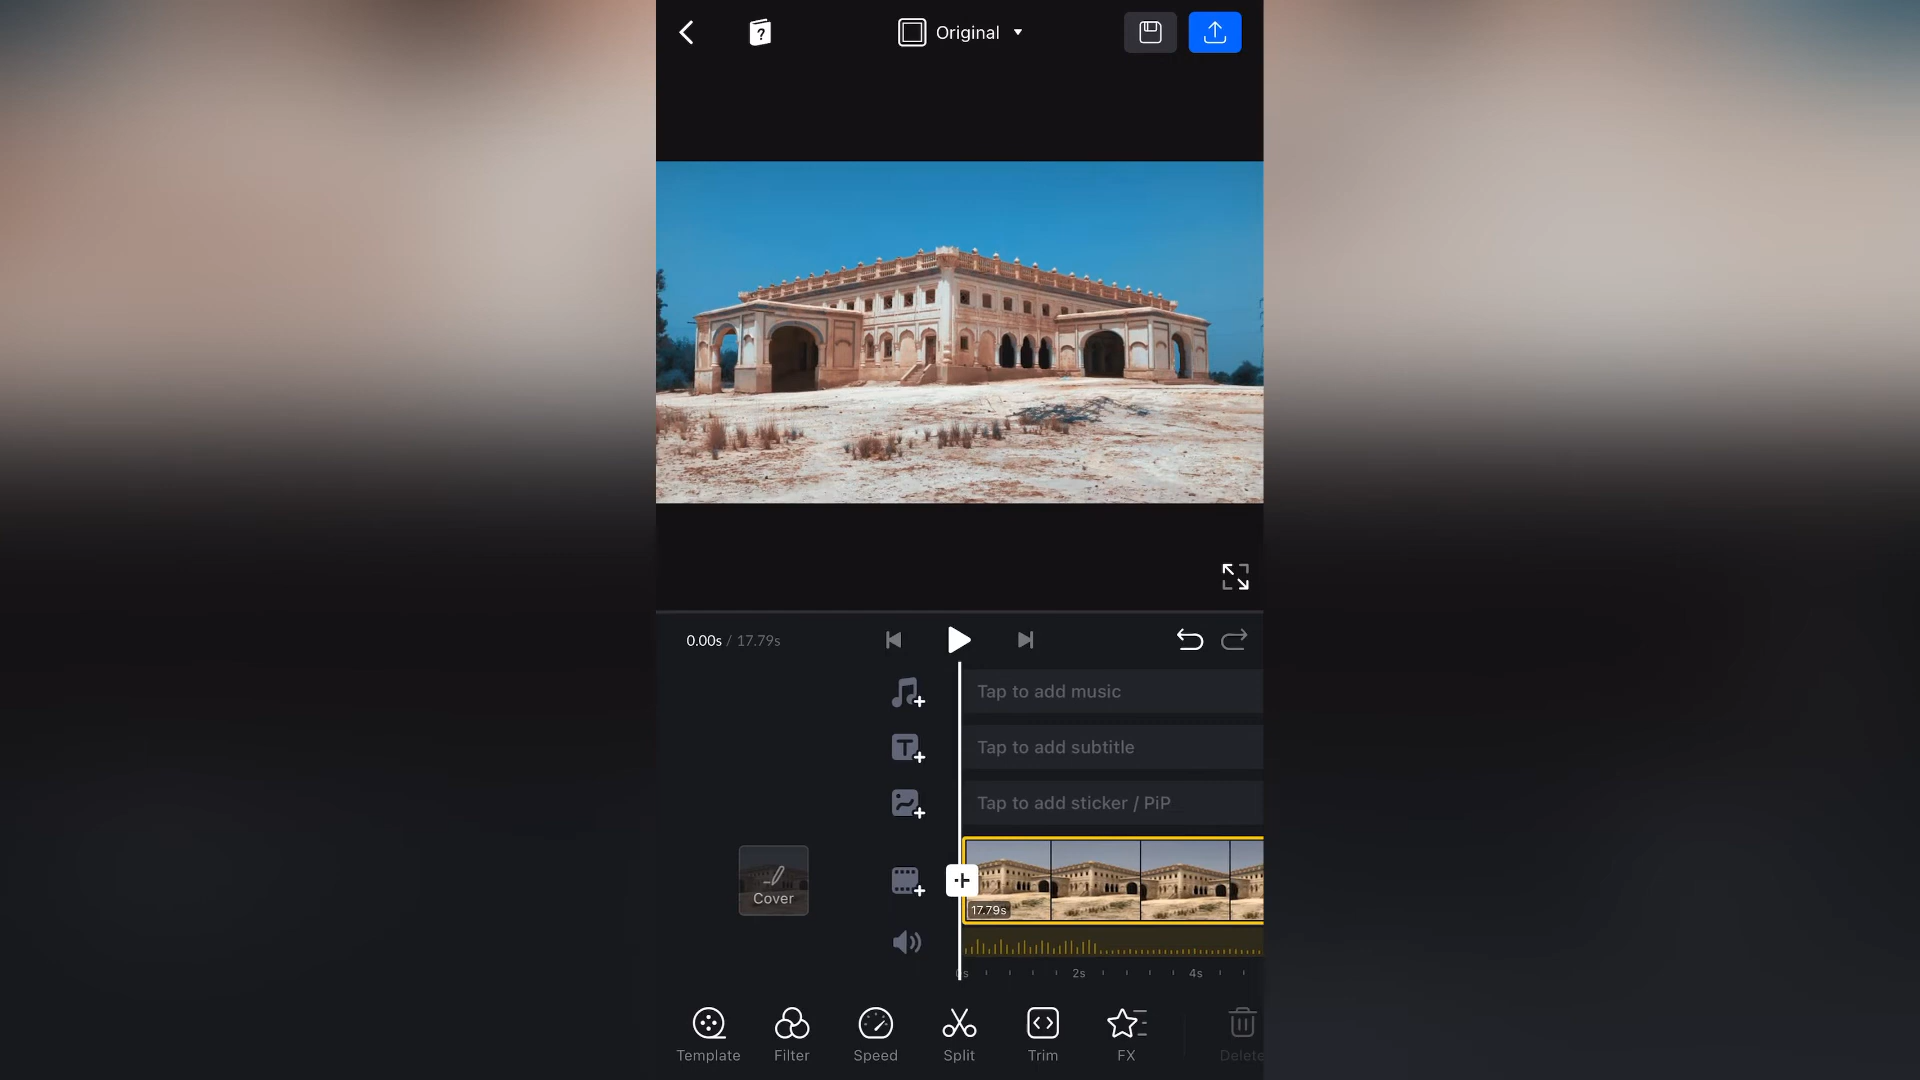 ?
Original
0.00s / 17.79s
Tap to add music
T
Tap to add subtitle
Tap to add sticker / PiP
Cover
17.79s
2s
4s
Template
Filter
Speed
Split
Trim
FX
Delete